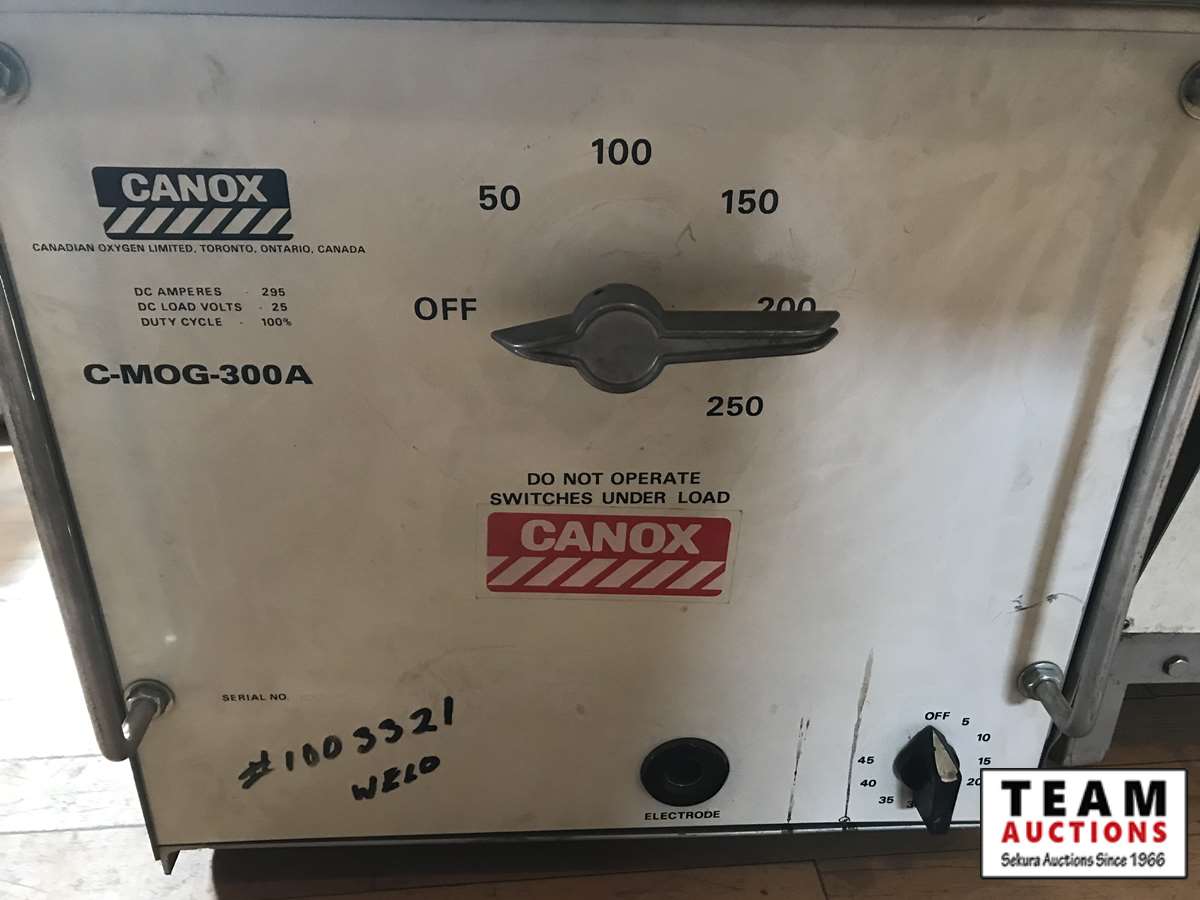 CANOX
CANADIAN OXYGEN LIMITED, TORONTO, ONTARIO, CANADA
DC AMPERES - 295
DC LOAD VOLTS - 25
DUTY CYCLE - 100%
C-MOG-300A
OFF
50
100
150
200
250
DO NOT OPERATE
SWITCHES UNDER LOAD
CANOX
SERIAL NO.
#1003321
WELD
ELECTRODE
OFF
5
10
15
20
35
40
45
TEAM
AUCTIONS
Sekura Auctions Since 1966